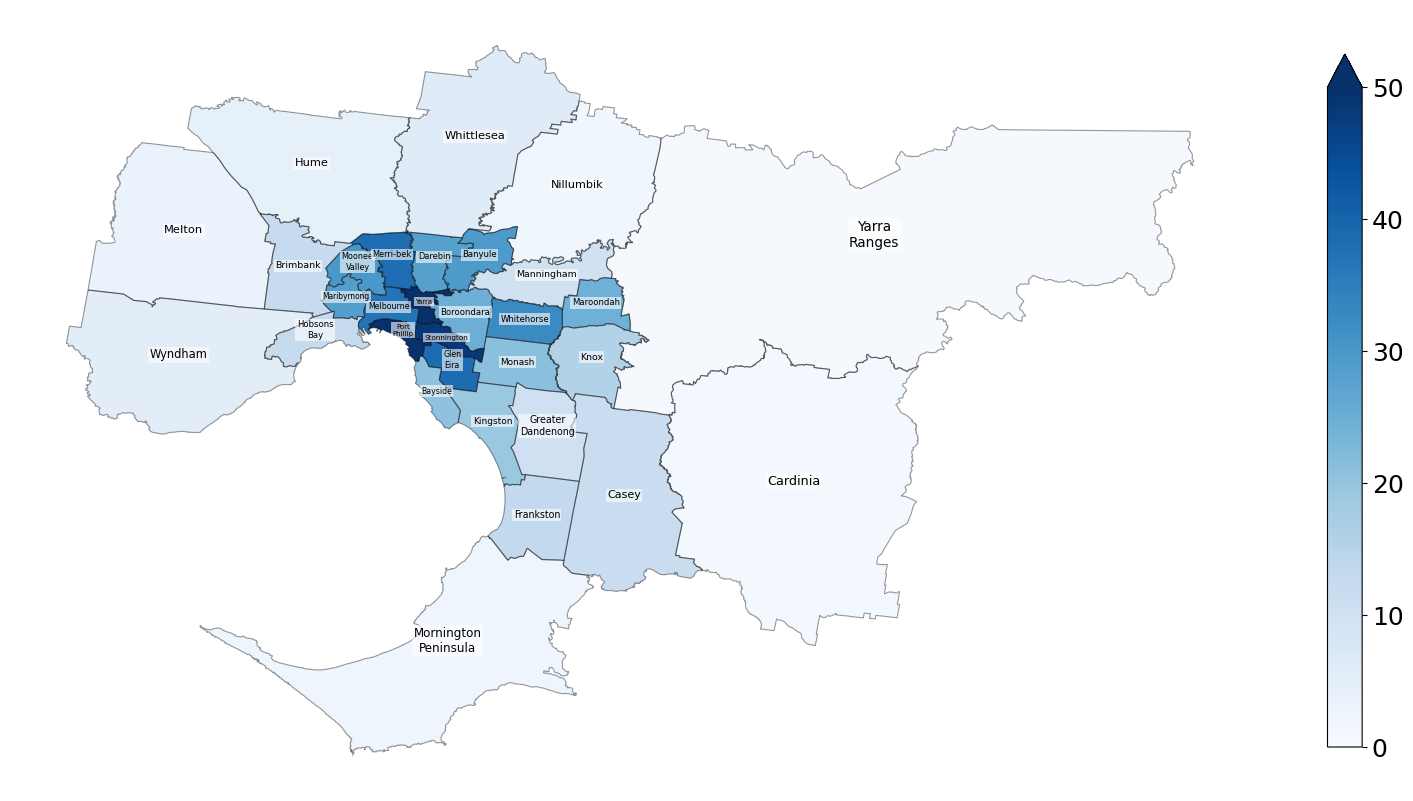 Whittlesea
Hume
Nillumbik
Melton
Yarra
Ranges
Brimbank
Moonee
Valley
Merri-bek
Darebin
Banyule
Manningham
Maribyrnong
Melbourne
Yarra
Boroondara
Maroondah
Whitehorse
Hobsons
Bay
Port
Phillip
Stonnington
Wyndham
Glen
Eira
Monash
Knox
Bayside
Kingston
Greater
Dandenong
Cardinia
Casey
Frankston
Mornington
Peninsula
50
40
30
20
10
0